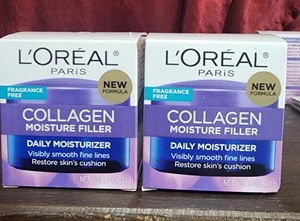 L'ORÉAL
PARIS
FRAGRANCE
FREE
NEW
FORMULA
COLLAGEN
MOISTURE FILLER
DAILY MOISTURIZER
Visibly smooth fine lines
Restore skin's cushion
L'ORÉAL
PARIS
FRAGRANCE
FREE
NEW
FORMULA
COLLAGEN
MOISTURE FILLER
DAILY MOISTURIZER
Visibly smooth fine lines
Restore skin's cushion